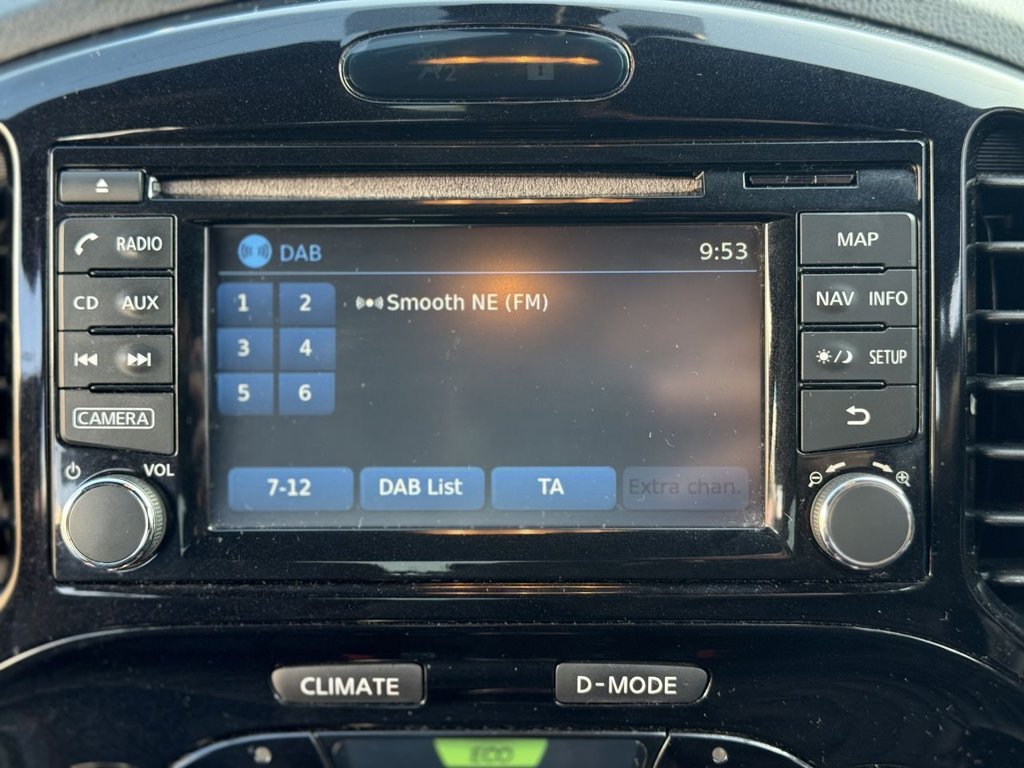 DAB 9:53
RADIO
MAP
1 2 Smooth NE (FM)
CD AUX
NAV INFO
3 4
SETUP
5 6
CAMERA
VOL
7-12 DAB List TA Extra chan.
CLIMATE D-MODE
ECO